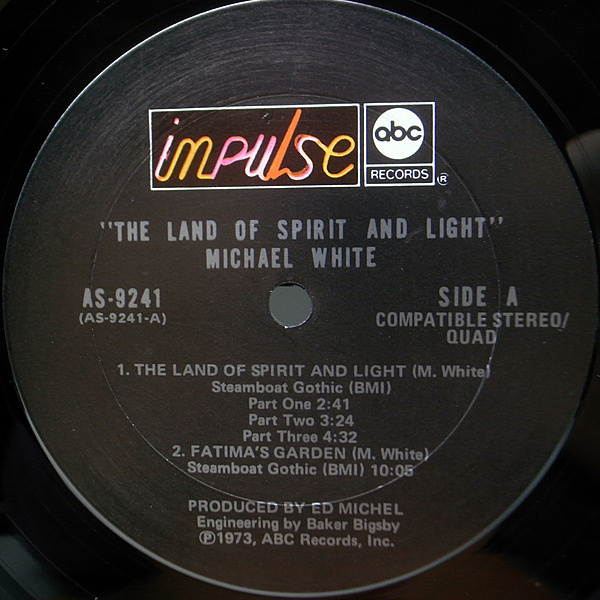 impulse
abc
RECORDS
®
"THE LAND OF SPIRIT AND LIGHT"
MICHAEL WHITE
AS-9241
(AS-9241-A)
SIDE A
COMPATIBLE STEREO/
QUAD
1. THE LAND OF SPIRIT AND LIGHT (M. White)
Steamboat Gothic (BMI)
Part One 2:41
Part Two 3:24
Part Three 4:32
2. FATIMA'S GARDEN (M. White)
Steamboat Gothic (BMI) 10:05
PRODUCED BY ED MICHEL
Engineering by Baker Bigsby
℗1973, ABC Records, Inc.